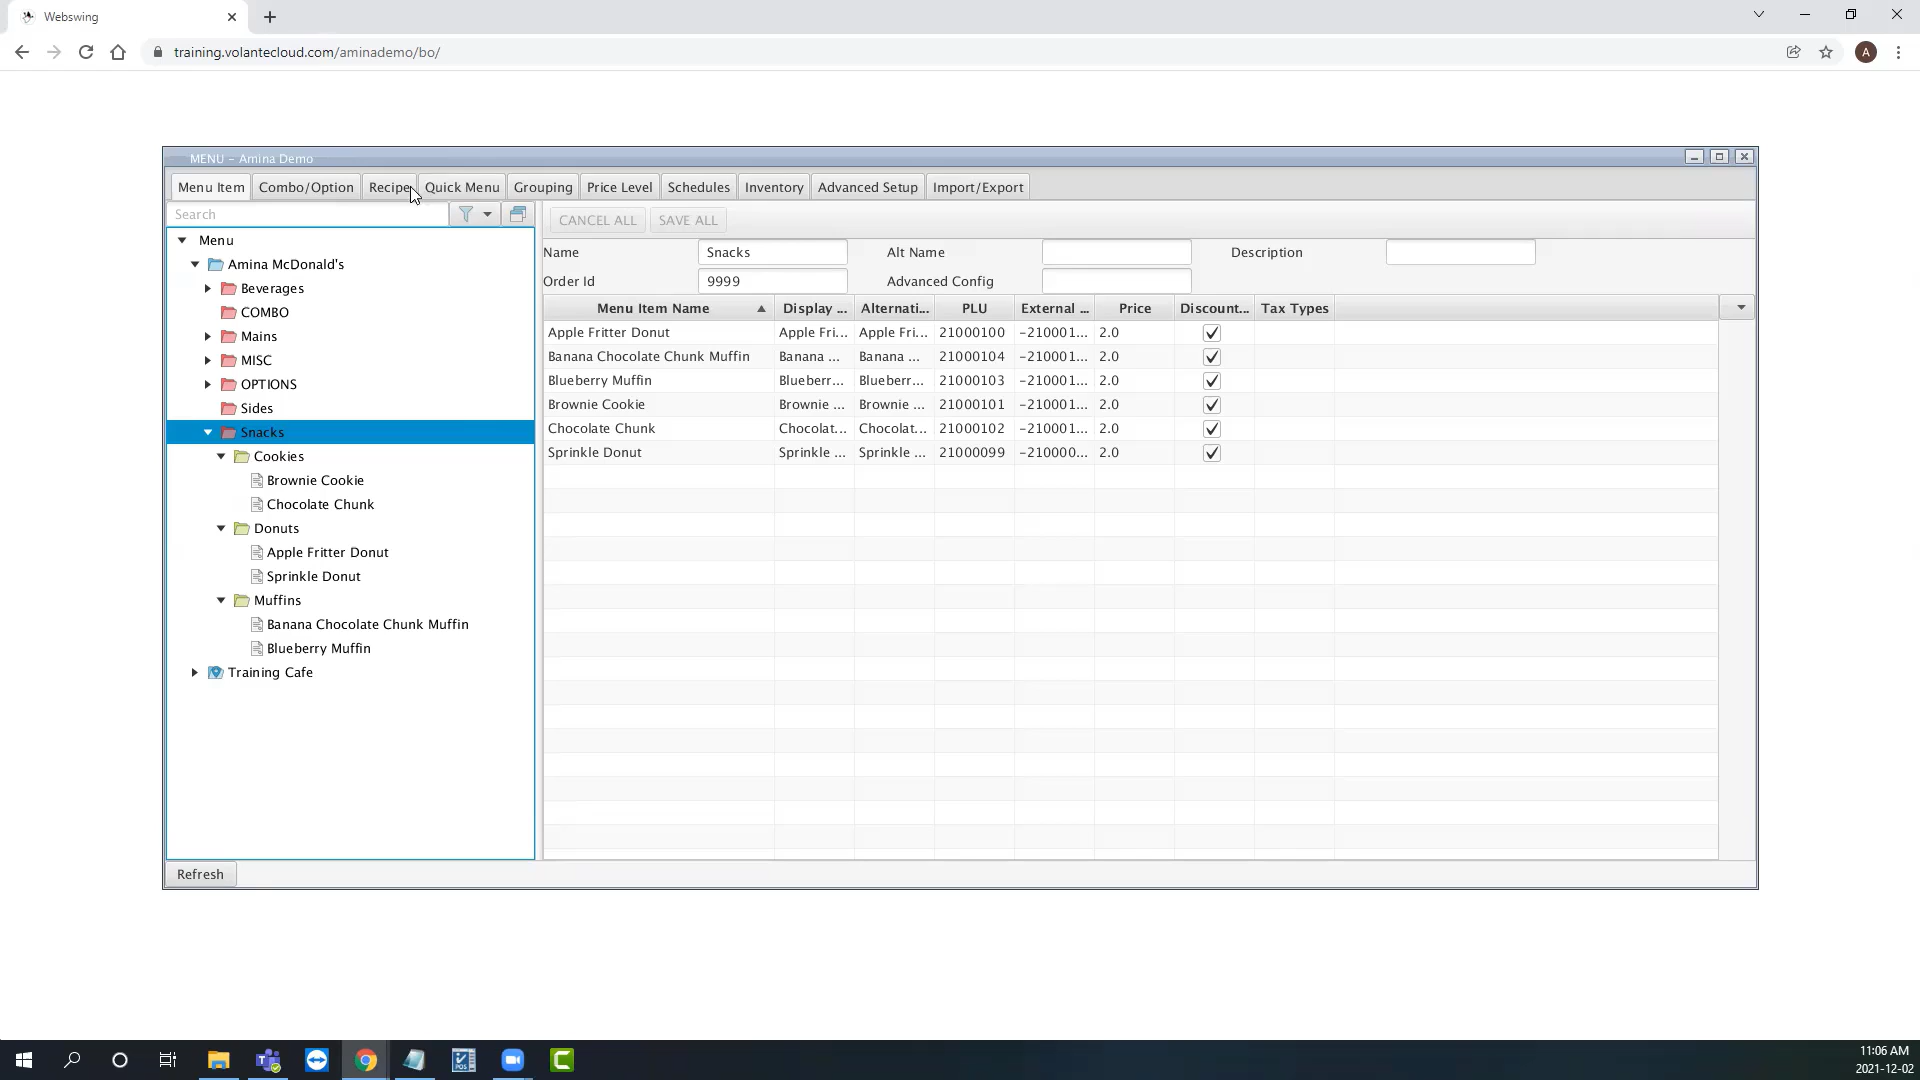 Webswing
training.volantecloud.com/aminademo/bo/
A
MENU - Amina Demo
Menu Item Combo/Option Recipe Quick Menu Grouping Price Level Schedules Inventory Advanced Setup Import/Export
Search
CANCEL ALL SAVE ALL
Name Snacks Alt Name Description
Order Id 9999 Advanced Config
Menu
Amina McDonald's
Beverages
COMBO
Mains
MISC
OPTIONS
Sides
Snacks
Cookies
Brownie Cookie
Chocolate Chunk
Donuts
Apple Fritter Donut
Sprinkle Donut
Muffins
Banana Chocolate Chunk Muffin
Blueberry Muffin
Training Cafe
Menu Item Name Display ... Alternati... PLU External ... Price Discount... Tax Types
Apple Fritter Donut Apple Fri... Apple Fri... 21000100 -210001... 2.0
Banana Chocolate Chunk Muffin Banana ... Banana ... 21000104 -210001... 2.0
Blueberry Muffin Blueberr... Blueberr... 21000103 -210001... 2.0
Brownie Cookie Brownie ... Brownie ... 21000101 -210001... 2.0
Chocolate Chunk Chocolat... Chocolat... 21000102 -210001... 2.0
Sprinkle Donut Sprinkle ... Sprinkle ... 21000099 -210000... 2.0
Refresh
11:06 AM
2021-12-02